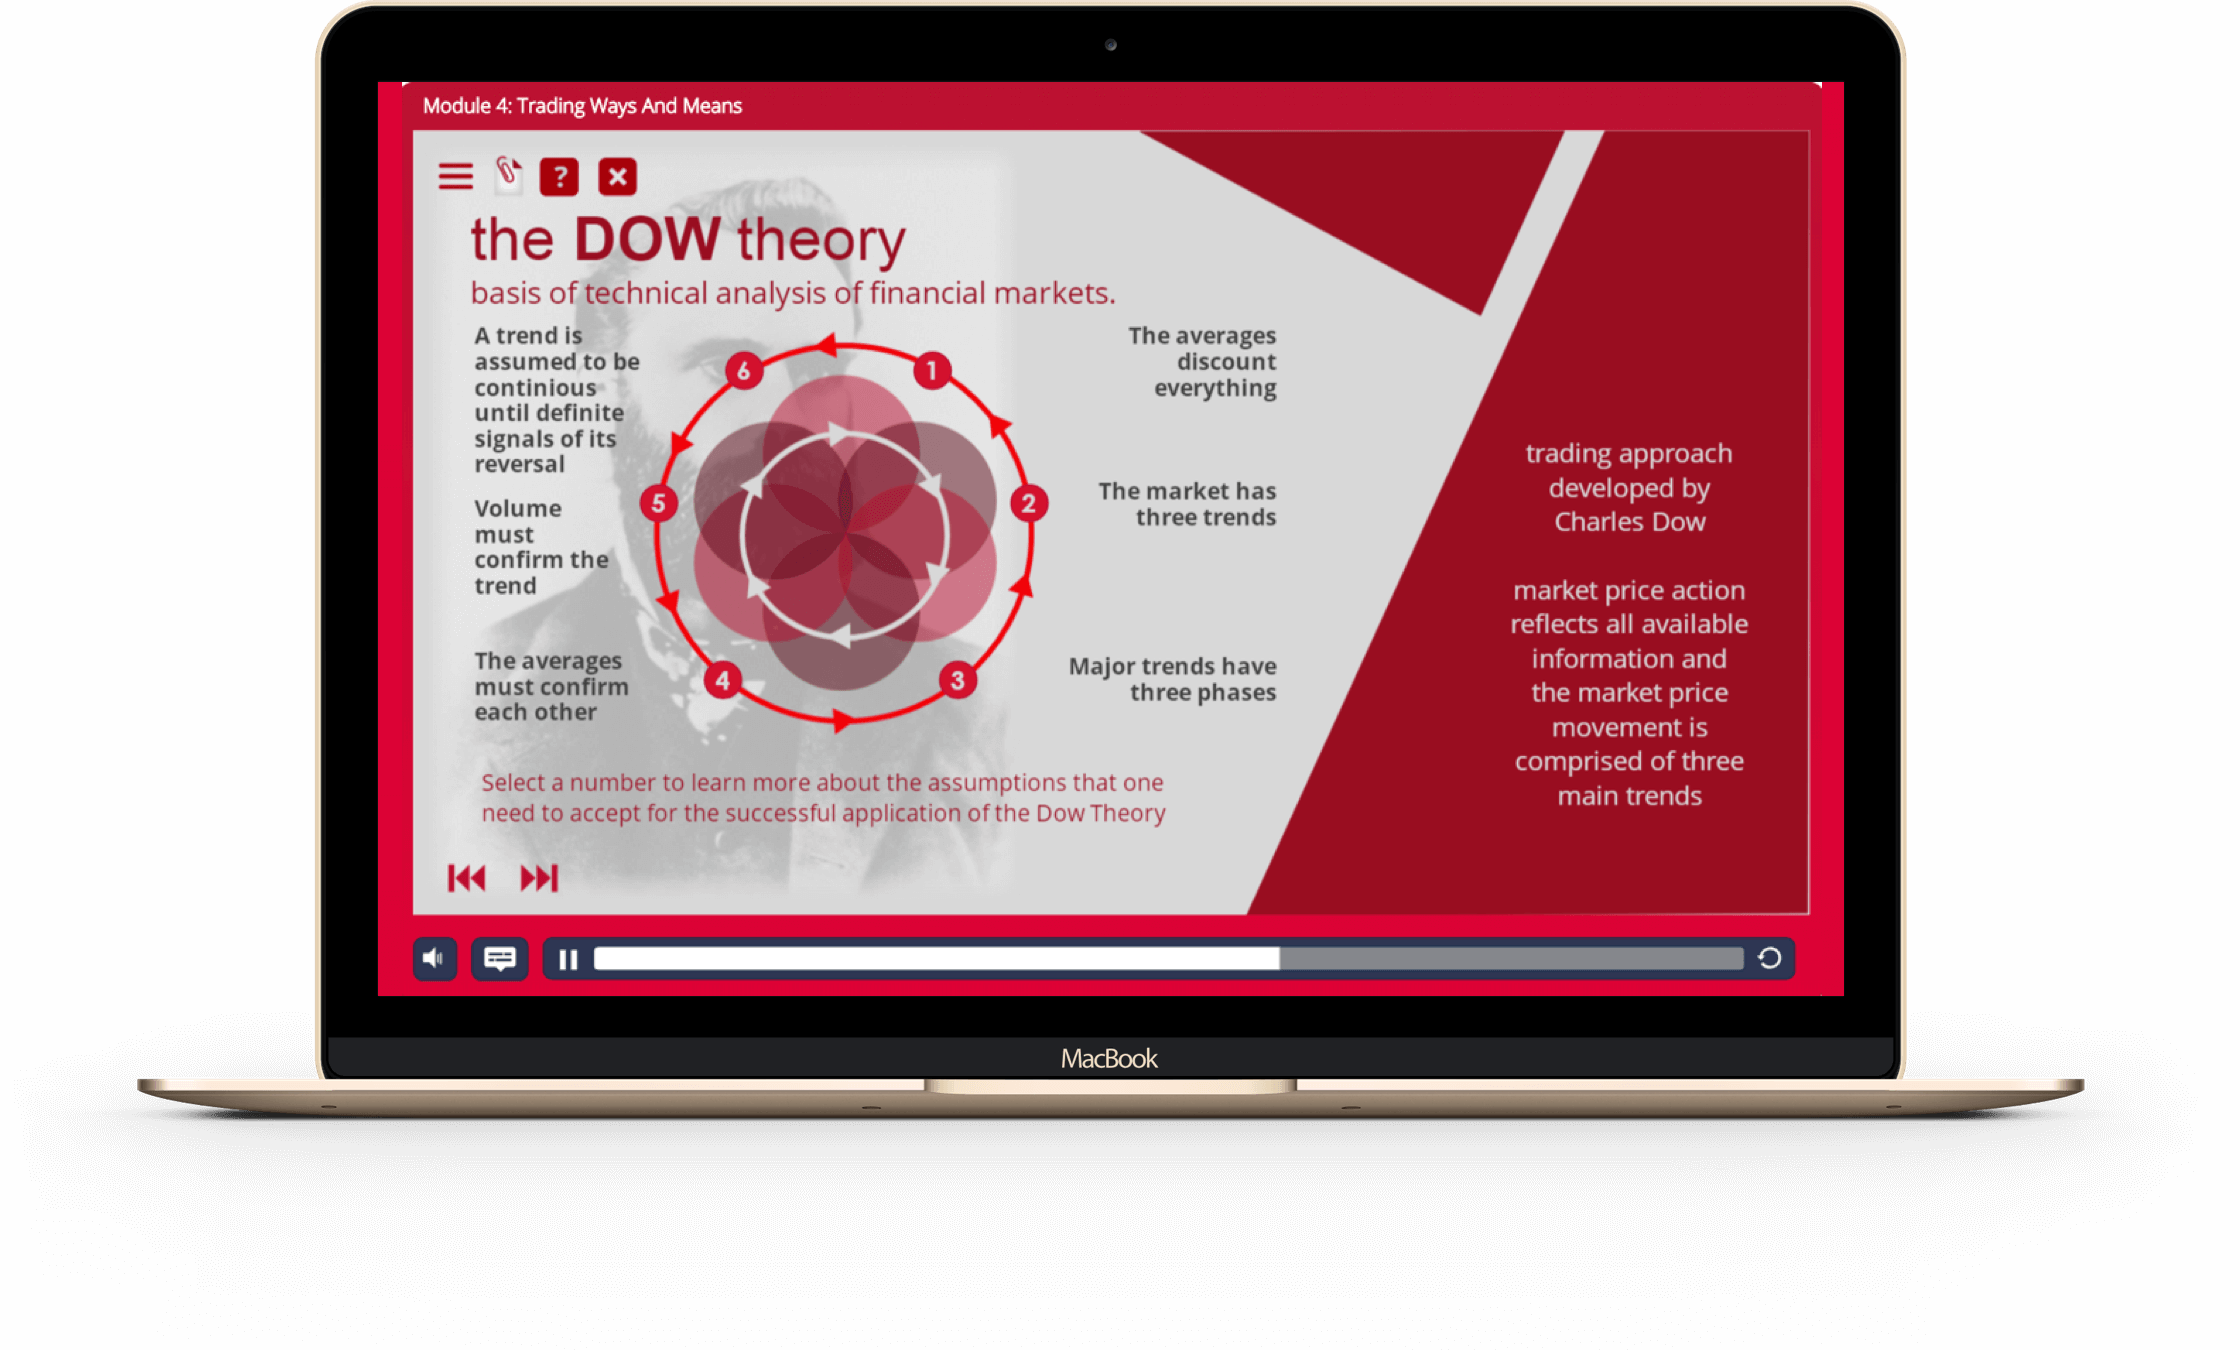 Module 4: Trading Ways And Means
?
the DOW theory
basis of technical analysis of financial markets.
A trend is
assumed to be
continious
until definite
signals of its
reversal
Volume
must
confirm the
trend
The averages
must confirm
each other
6
1
5
2
4
3
The averages
discount
everything
The market has
three trends
Major trends have
three phases
Select a number to learn more about the assumptions that one
need to accept for the successful application of the Dow Theory
trading approach
developed by
Charles Dow
market price action
reflects all available
information and
the market price
movement is
comprised of three
main trends
MacBook